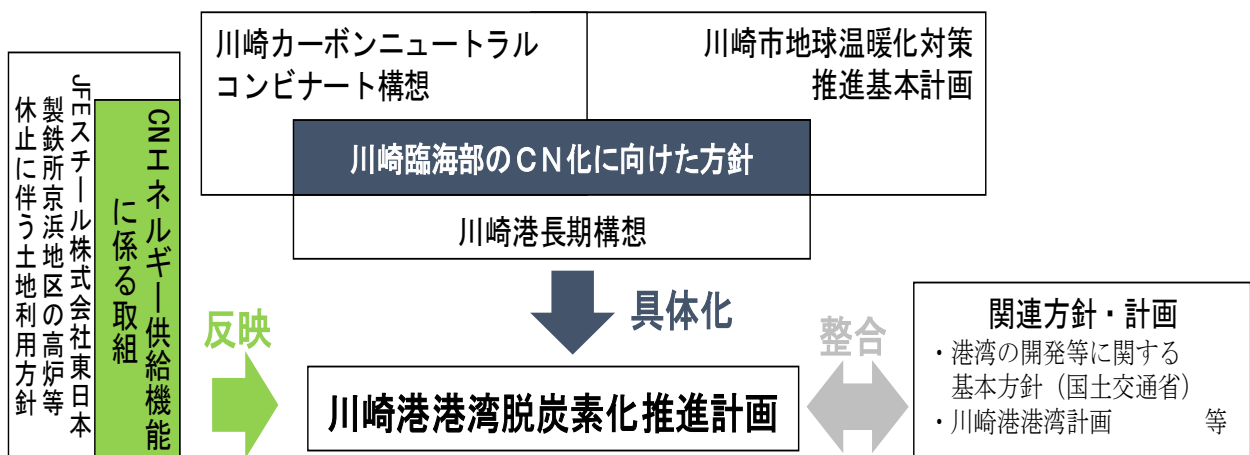 川崎カーボンニュートラル
コンビナート構想
川崎市地球温暖化対策
推進基本計画
川崎臨海部のCN化に向けた方針
川崎港長期構想
JFEスチール株式会社東日本
製鉄所京浜地区の高炉等
休止に伴う土地利用方針
CNエネルギー供給機能
に係る取組
反映
具体化
整合
川崎港港湾脱炭素化推進計画
関連方針・計画
・港湾の開発等に関する
基本方針（国土交通省）
・川崎港港湾計画 等